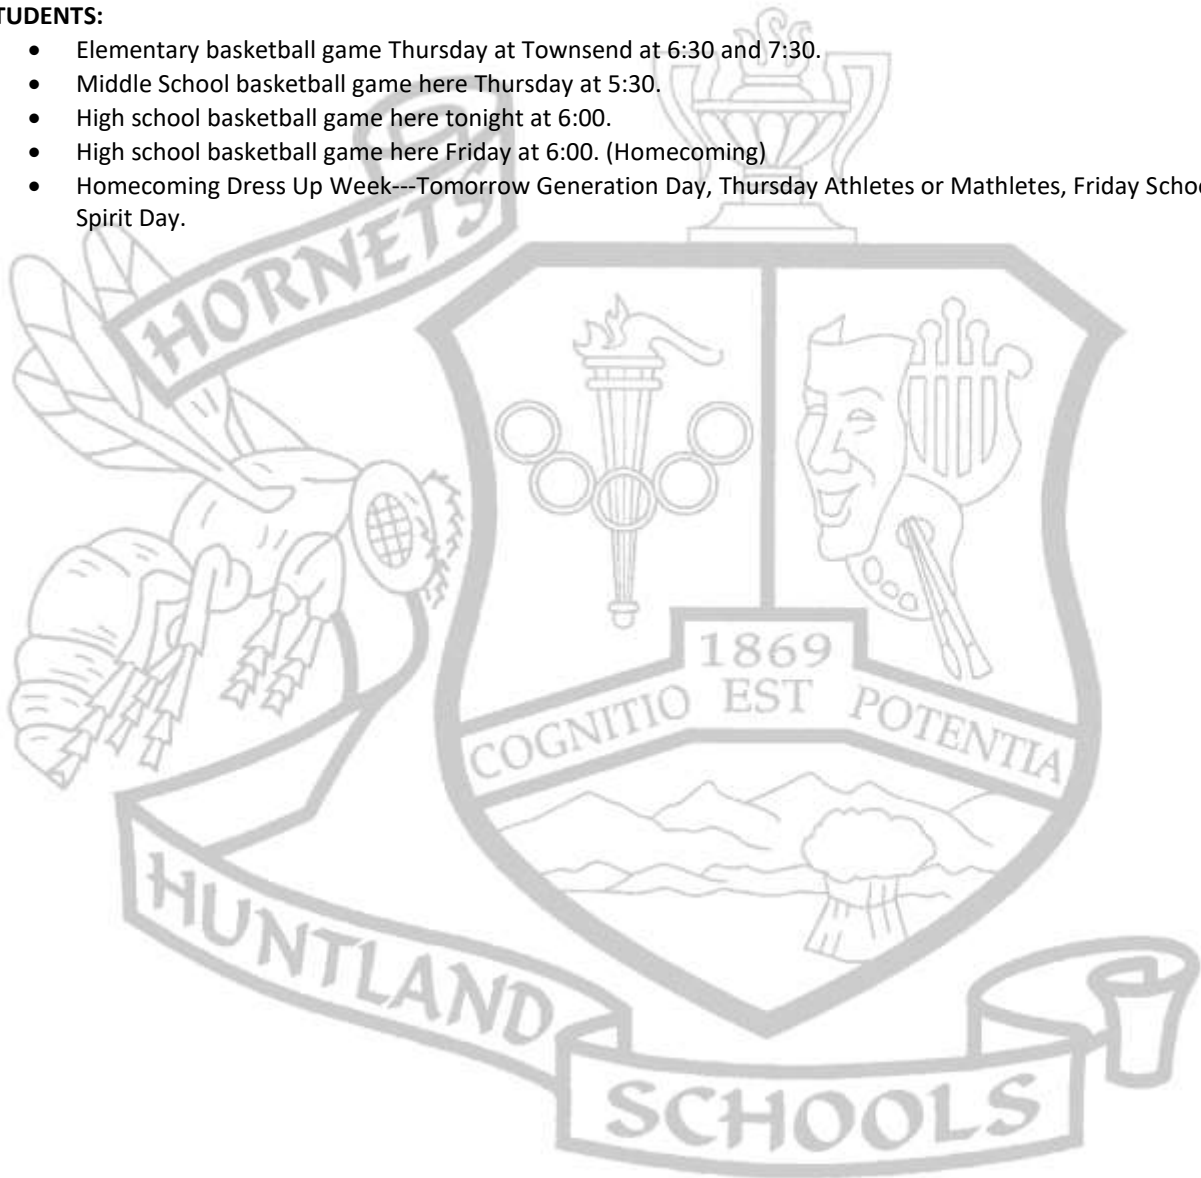 TUDENTS:
• Elementary basketball game Thursday at Townsend at 6:30 and 7:30.
• Middle School basketball game here Thursday at 5:30.
• High school basketball game here tonight at 6:00.
• High school basketball game here Friday at 6:00. (Homecoming)
• Homecoming Dress Up Week---Tomorrow Generation Day, Thursday Athletes or Mathletes, Friday Schoo
Spirit Day.
HORNETS
1869
COGNITIO EST POTENTIA
HUNTLAND
SCHOOLS